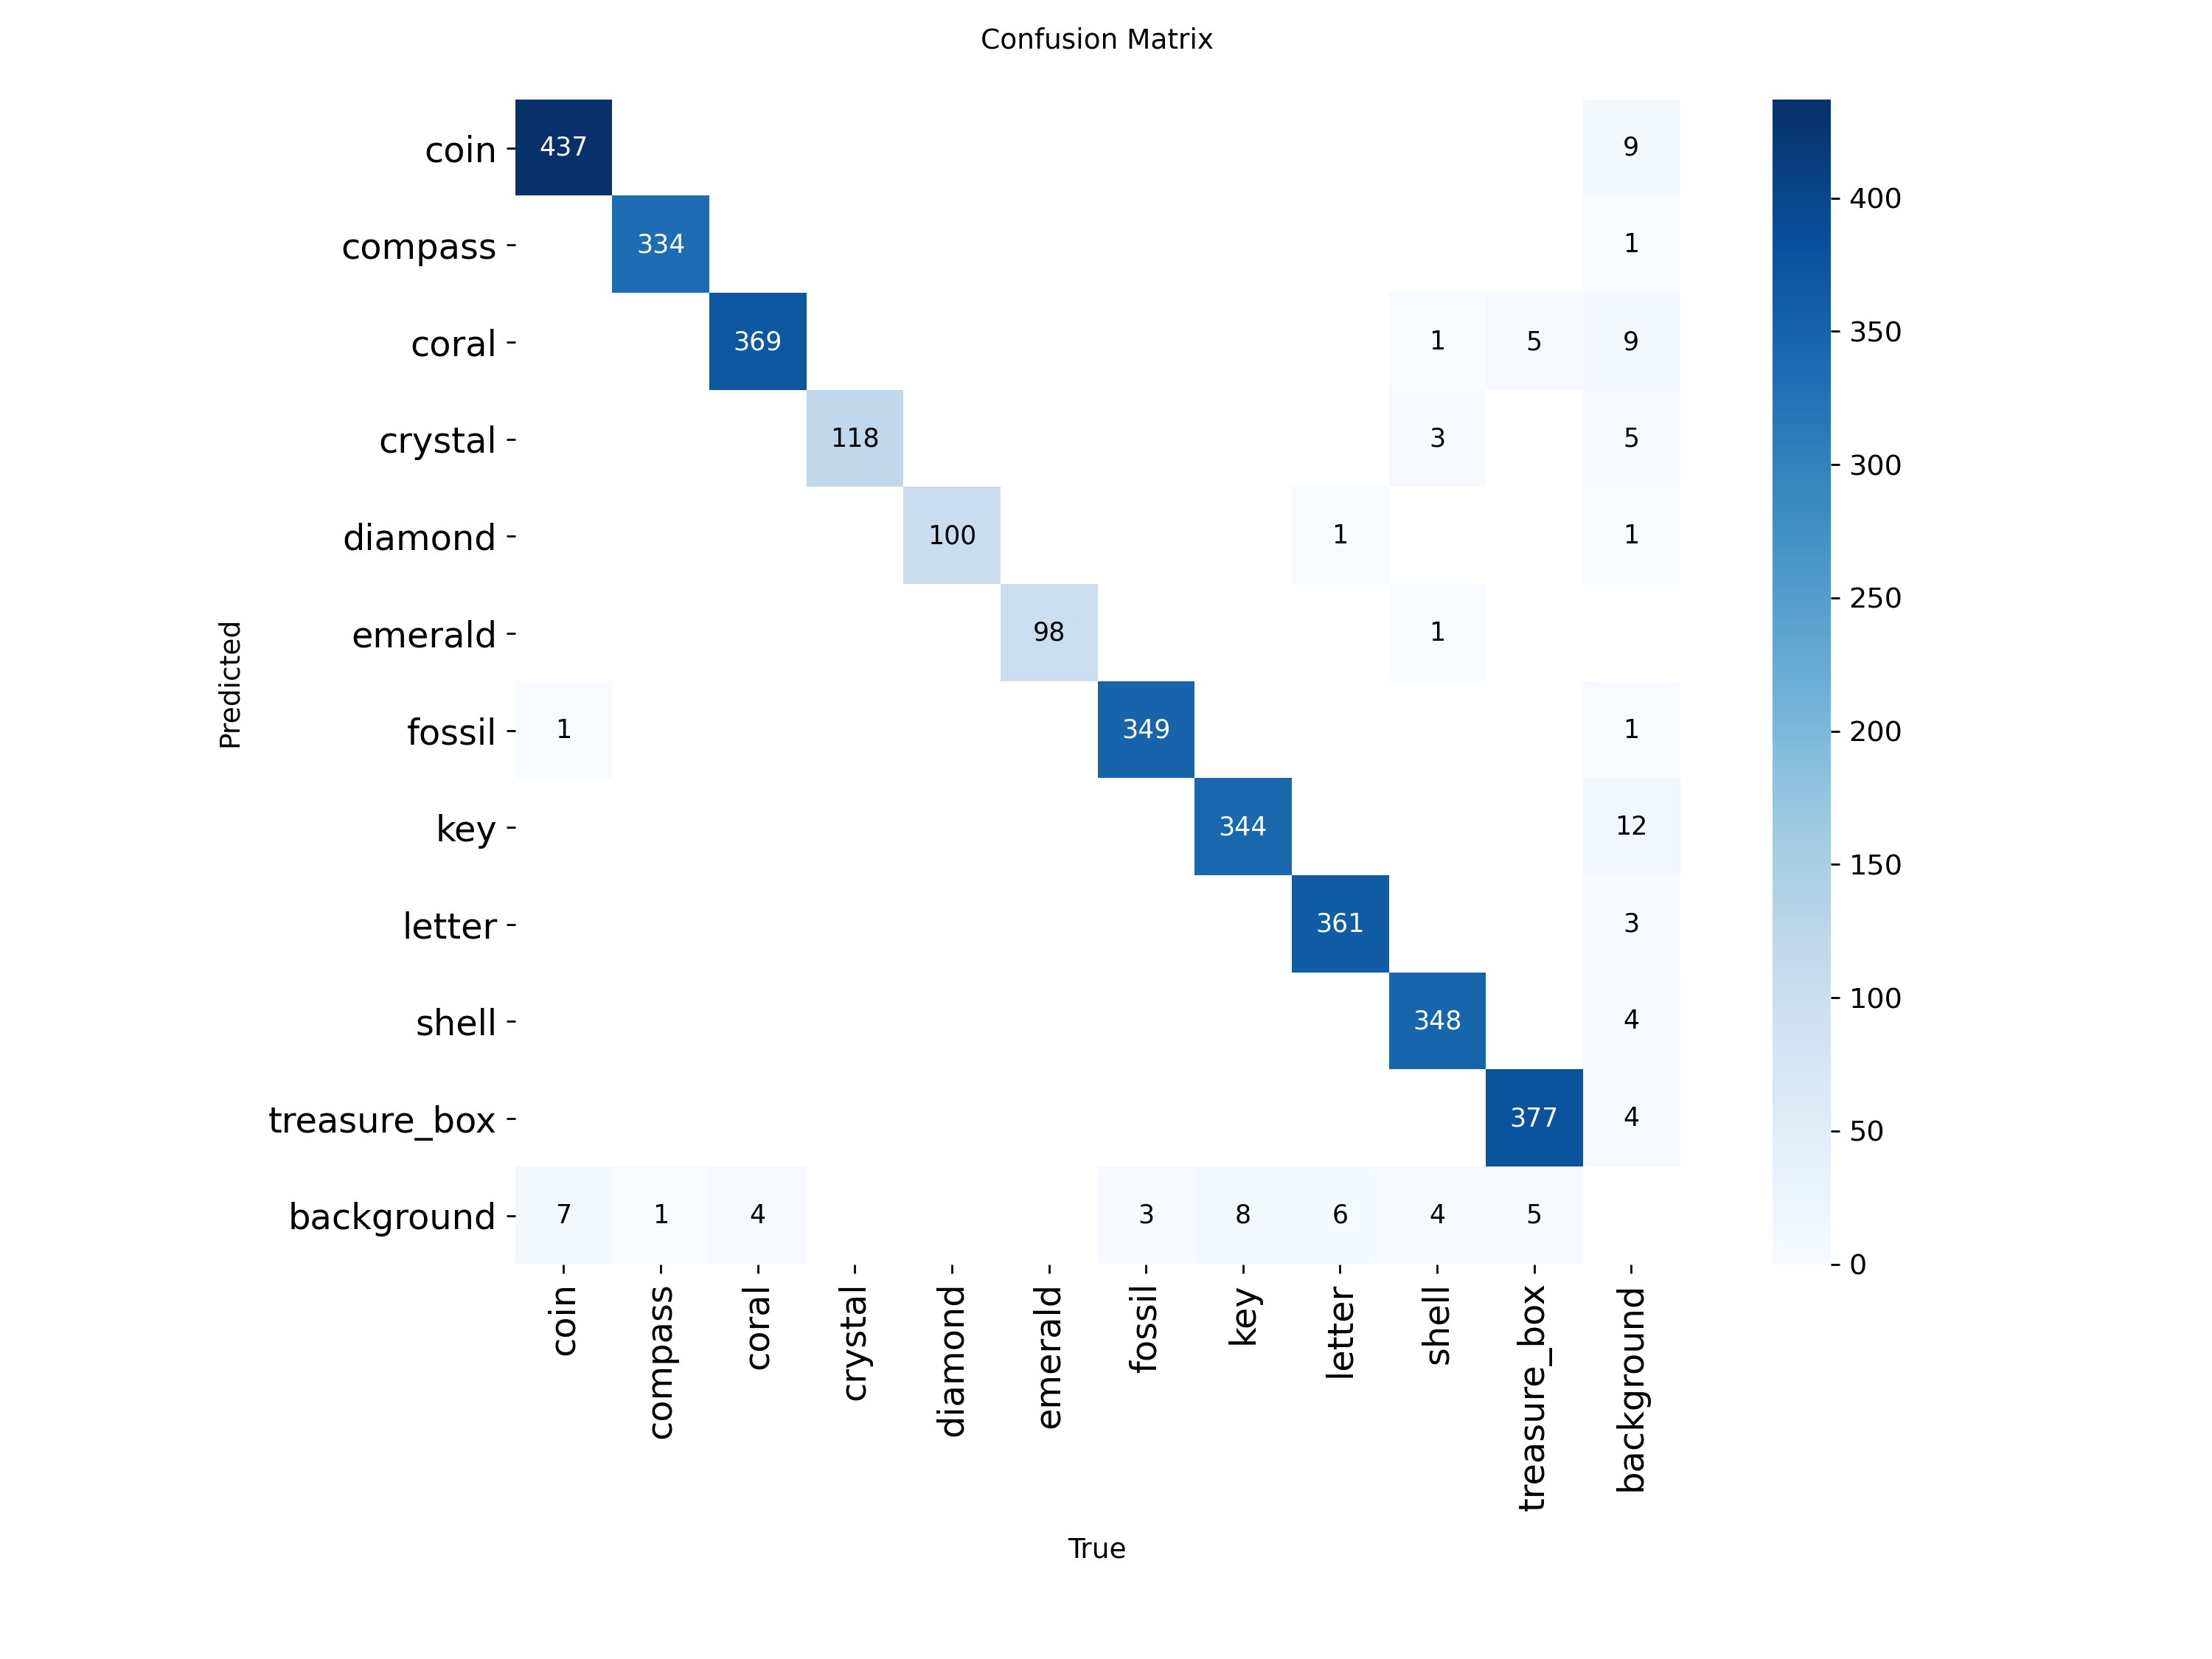 Confusion Matrix
coin 437 9
compass 334 1 400
coral 369 1 5 9 350
crystal 118 3 5 300
diamond 100 1 1
emerald 98 1 250
Predicted
fossil 1 349 1 200
key 344 12
letter 361 3 150
shell 348 4 100
treasure_box 377 4 50
background 7 1 4 3 8 6 4 5 0
coin compass coral crystal diamond emerald fossil key letter shell treasure_box background
True